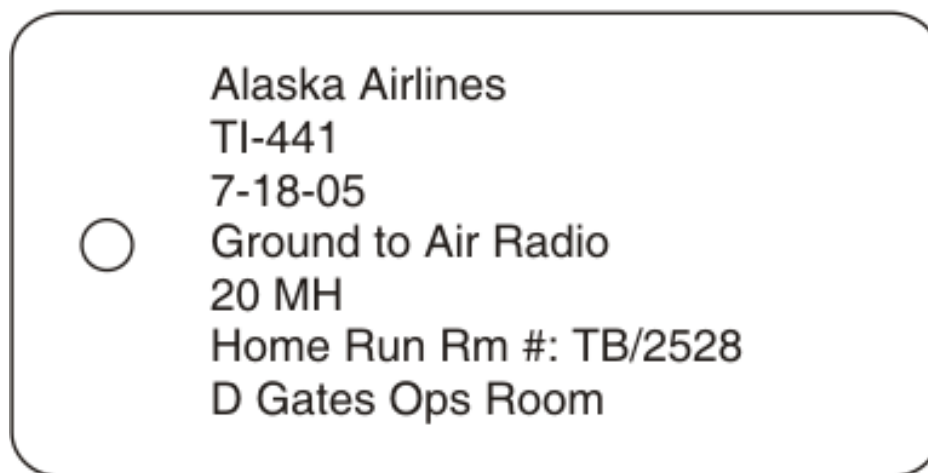 Alaska Airlines
TI-441
7-18-05
Ground to Air Radio
20 MH
Home Run Rm #: TB/2528
D Gates Ops Room